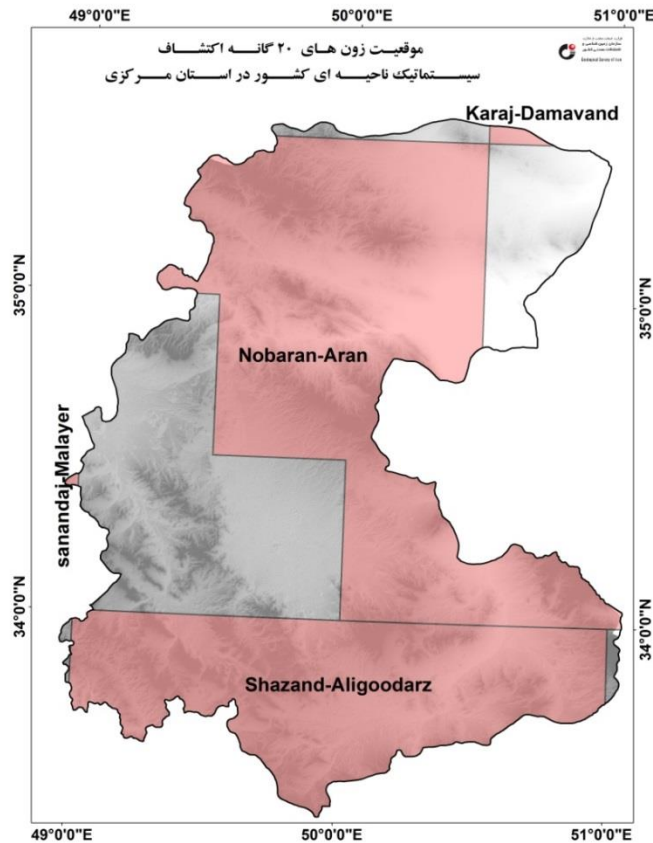 49°0'0"E 50°0'0"E 51°0'0"E
موقعیت زون های ۲۰ گانه اکتشاف
سیستماتیک ناحیه ای کشور در استان مرکزی
Karaj-Damavand
35°0'0"N 35°0'0"N
Nobaran-Aran
sanandaj-Malayer
34°0'0"N 34°0'0"N
Shazand-Aligoodarz
49°0'0"E 50°0'0"E 51°0'0"E